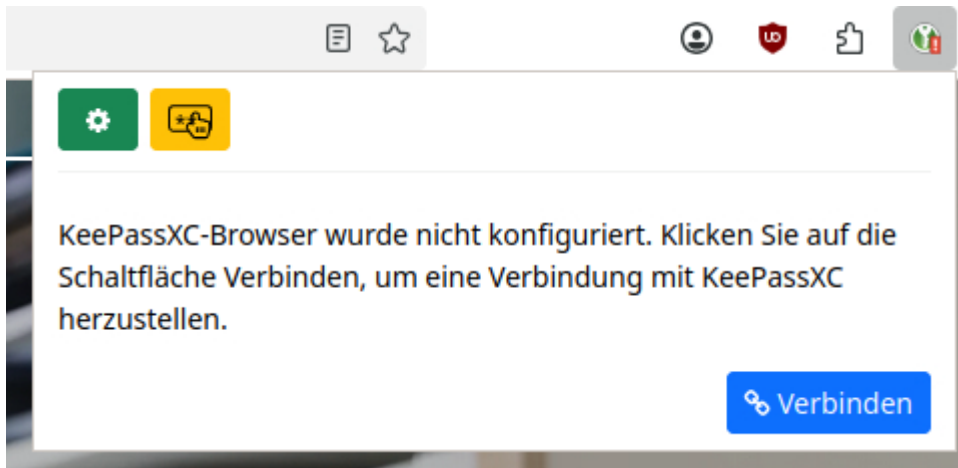 KeePassXC-Browser wurde nicht konfiguriert. Klicken Sie auf die
Schaltfläche Verbinden, um eine Verbindung mit KeePassXC
herzustellen.
Verbinden